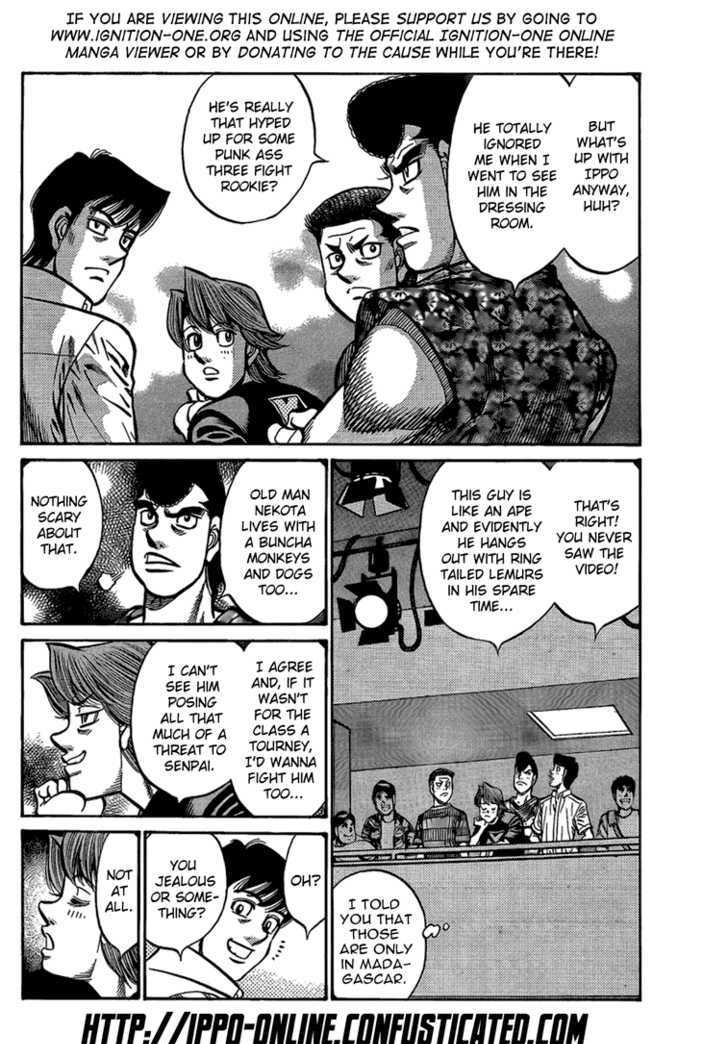 IF YOU ARE VIEWING THIS ONLINE, PLEASE SUPPORT US BY GOING TO
WWW.IGNITION-ONE.ORG AND USING THE OFFICIAL IGNITION-ONE ONLINE
MANGA VIEWER OR BY DONATING TO THE CAUSE WHILE YOU'RE THERE!
BUT
WHAT'S
UP WITH
IPPO
ANYWAY,
HUH?
HE TOTALLY
IGNORED
ME WHEN I
WENT TO SEE
HIM IN THE
DRESSING
ROOM.
HE'S REALLY
THAT HYPED
UP FOR SOME
PUNK ASS
THREE FIGHT
ROOKIE?
THAT'S
RIGHT!
YOU NEVER
SAW THE
VIDEO!
THIS GUY IS
LIKE AN APE
AND EVIDENTLY
HE HANGS
OUT WITH RING
TAILED LEMURS
IN HIS SPARE
TIME...
I TOLD
YOU THAT
THOSE
ARE ONLY
IN MADA-
GASCAR.
OLD MAN
NEKOTA
LIVES WITH
A BUNCHA
MONKEYS
AND DOGS
TOO...
NOTHING
SCARY
ABOUT
THAT.
I AGREE
AND, IF IT
WASN'T
FOR THE
CLASS A
TOURNEY,
I'D WANNA
FIGHT HIM
TOO...
I CAN'T
SEE HIM
POSING
ALL THAT
MUCH OF A
THREAT TO
SENPAI.
OH?
YOU
JEALOUS
OR SOME-
THING?
NOT
AT
ALL.
HTTP://IPPO-ONLINE.CONFUSTICATED.COM